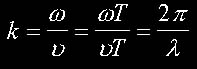 k = ω/υ = ωT/υT = 2π/λ